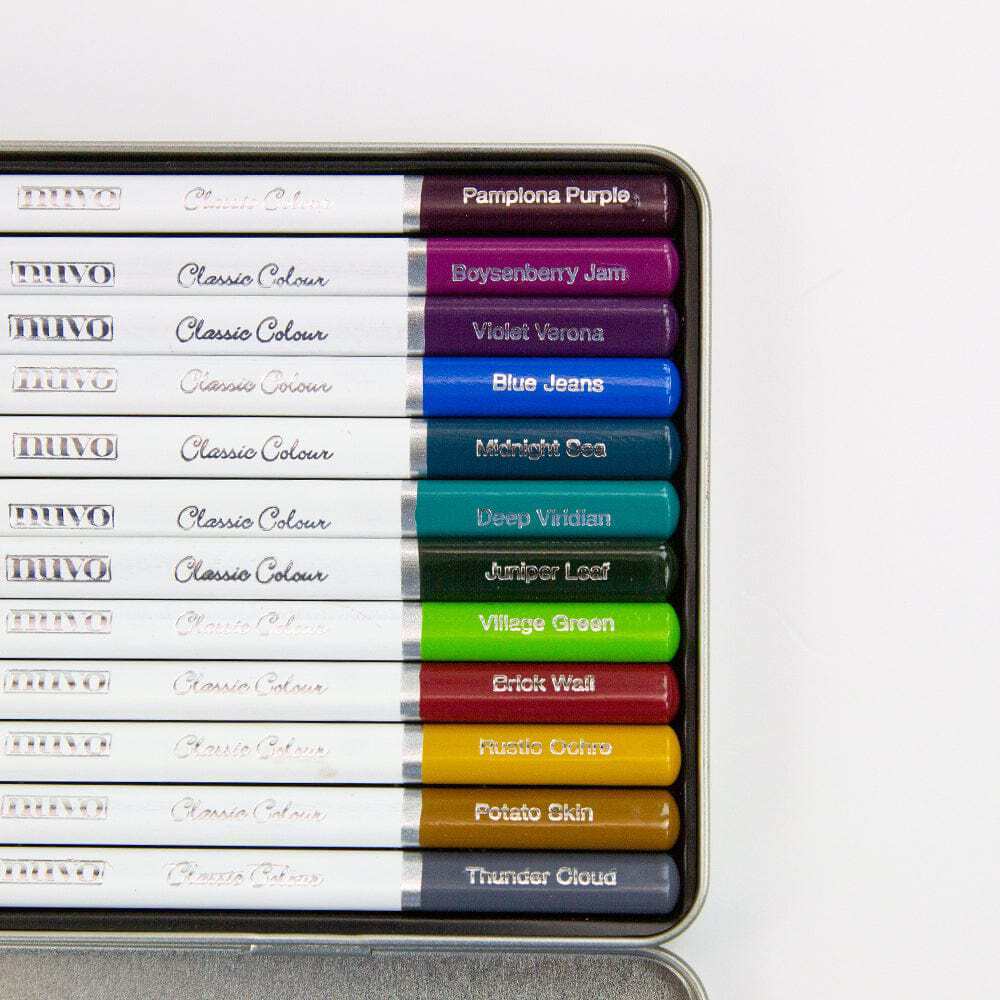 nuvo Classic Colour Pamplona Purple
nuvo Classic Colour Boysenberry Jam
nuvo Classic Colour Violet Verona
nuvo Classic Colour Blue Jeans
nuvo Classic Colour Midnight Sea
nuvo Classic Colour Deep Viridian
nuvo Classic Colour Juniper Leaf
nuvo Classic Colour Village Green
nuvo Classic Colour Brick Wall
nuvo Classic Colour Rustic Ochre
nuvo Classic Colour Potato Skin
nuvo Classic Colour Thunder Cloud